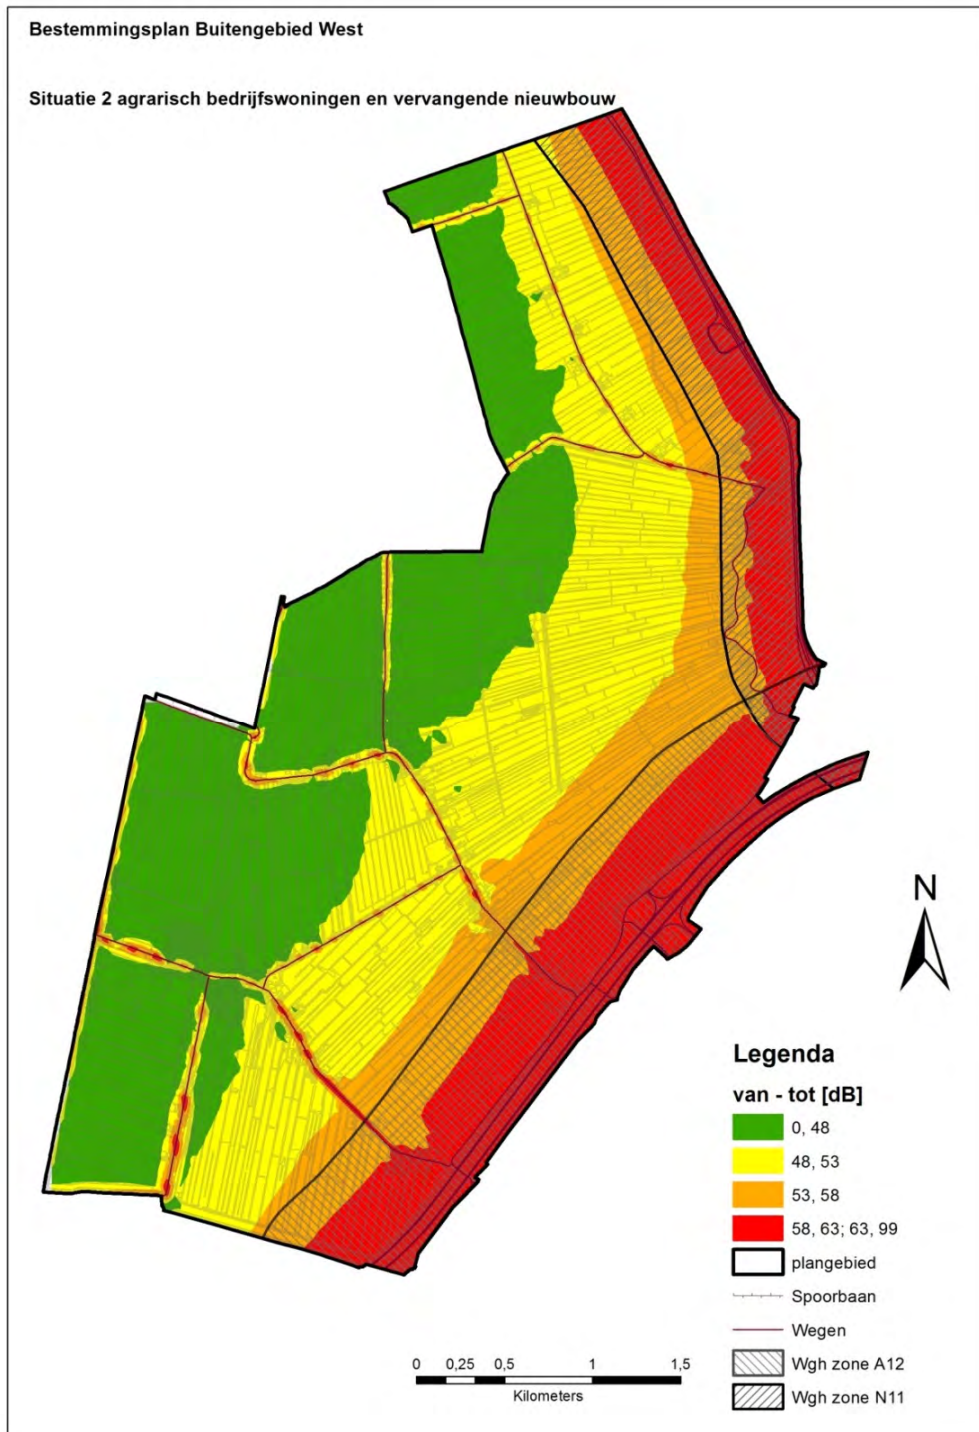 Bestemmingsplan Buitengebied West
Situatie 2 agrarisch bedrijfswoningen en vervangende nieuwbouw
N
Legenda
van - tot [dB]
0, 48
48, 53
53, 58
58, 63; 63, 99
plangebied
Spoorbaan
Wegen
Wgh zone A12
Wgh zone N11
0 0,25 0,5 1 1,5
Kilometers